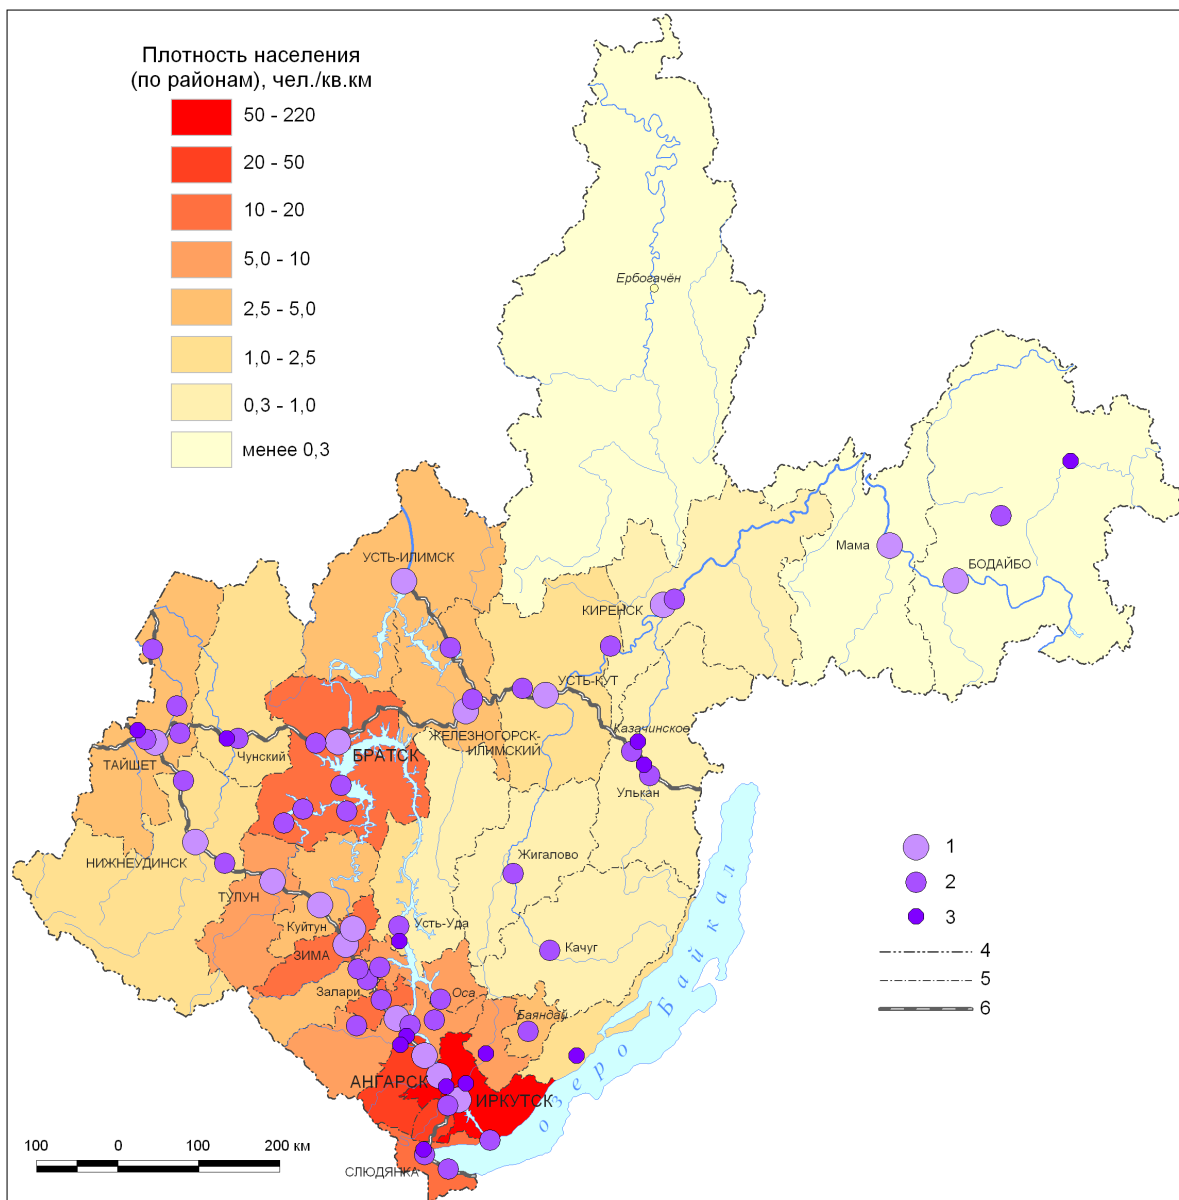 Плотность населения
(по районам), чел./кв.км
50 - 220
20 - 50
10 - 20
5,0 - 10
2,5 - 5,0
1,0 - 2,5
0,3 - 1,0
менее 0,3
Ербогачён
Мама
БОДАЙБО
УСТЬ-ИЛИМСК
КИРЕНСК
УСТЬ-КУТ
Казачинское
ЖЕЛЕЗНОГОРСК-
ИЛИМСКИЙ
БРАТСК
Чунский
ТАЙШЕТ
Улькан
НИЖНЕУДИНСК
Жигалово
ТУЛУН
Куйтун
Усть-Уда
ЗИМА
Качуг
Залари
Оса
Баяндай
АНГАРСК
ИРКУТСК
СЛЮДЯНКА
озеро Байкал
1
2
3
4
5
6
100 0 100 200 км